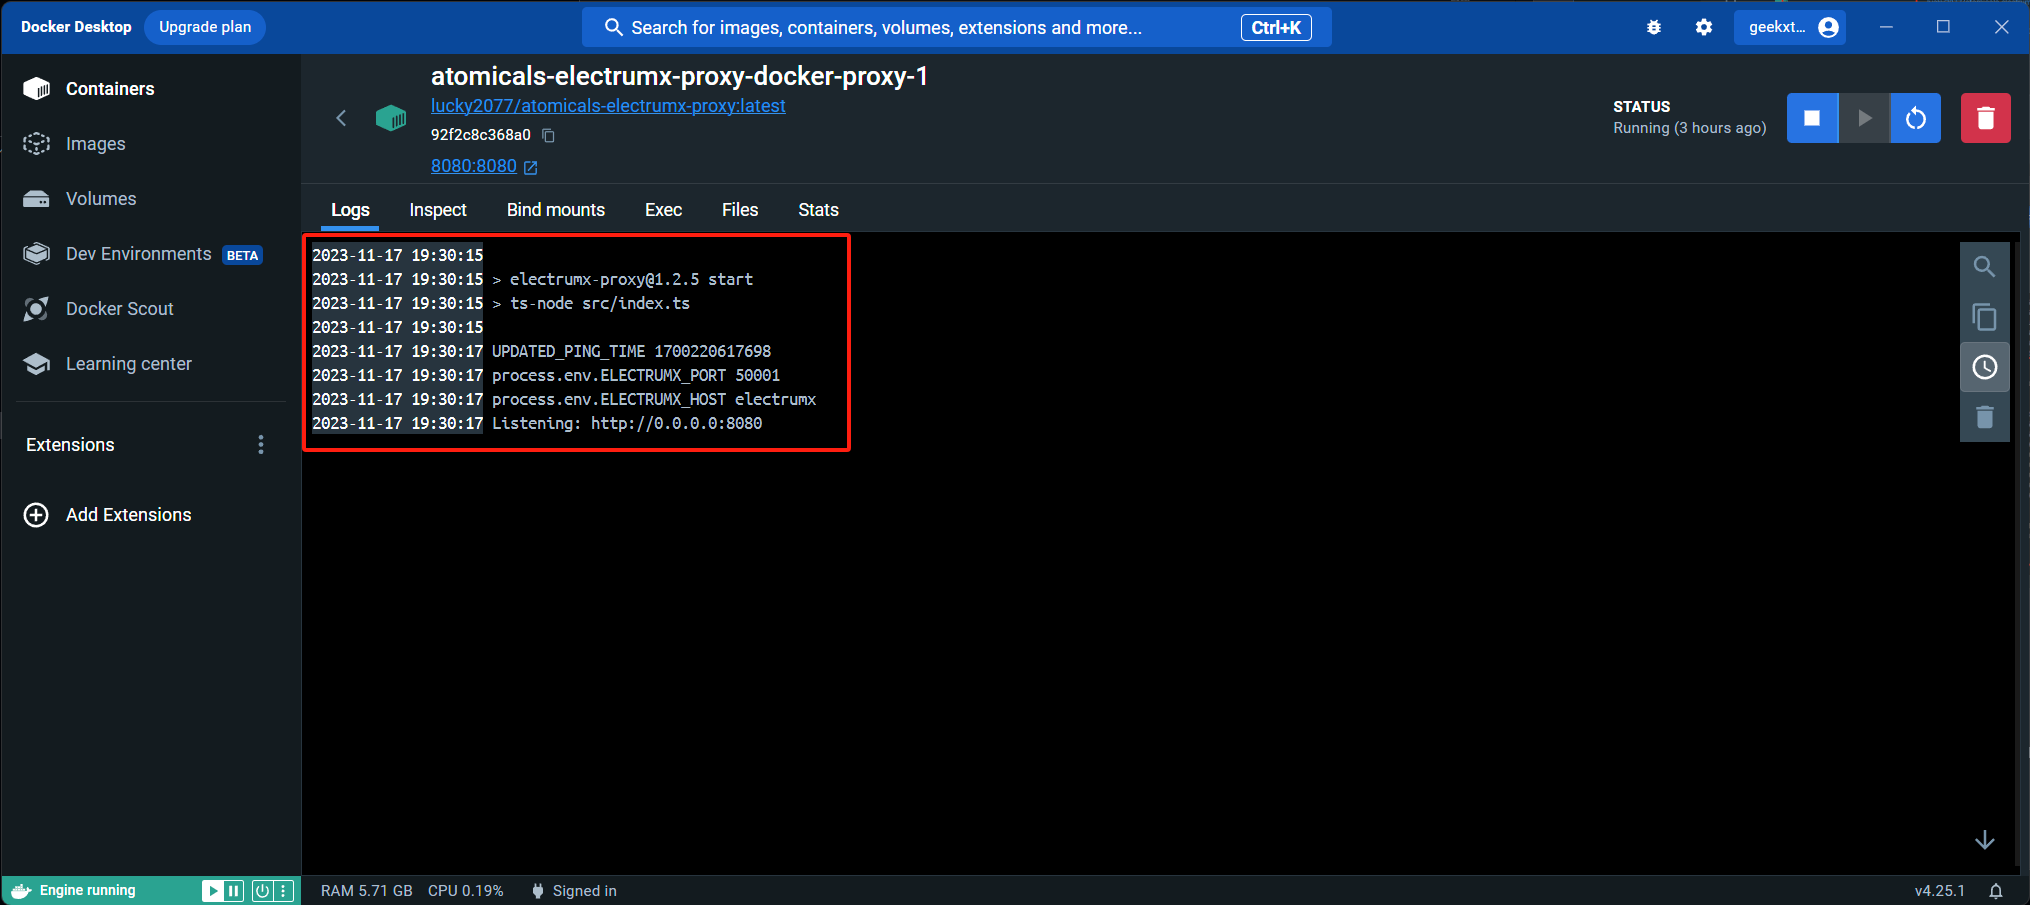 Docker Desktop
Upgrade plan
Search for images, containers, volumes, extensions and more...
Ctrl+K
geekxt...
Containers
Images
Volumes
Dev Environments BETA
Docker Scout
Learning center
Extensions
Add Extensions
atomicals-electrumx-proxy-docker-proxy-1
lucky2077/atomicals-electrumx-proxy:latest
92f2c8c368a0
8080:8080
STATUS
Running (3 hours ago)
Logs
Inspect
Bind mounts
Exec
Files
Stats
2023-11-17 19:30:15
2023-11-17 19:30:15 > electrumx-proxy@1.2.5 start
2023-11-17 19:30:15 > ts-node src/index.ts
2023-11-17 19:30:15
2023-11-17 19:30:17 UPDATED_PING_TIME 1700220617698
2023-11-17 19:30:17 process.env.ELECTRUMX_PORT 50001
2023-11-17 19:30:17 process.env.ELECTRUMX_HOST electrumx
2023-11-17 19:30:17 Listening: http://0.0.0.0:8080
Engine running
RAM 5.71 GB
CPU 0.19%
Signed in
v4.25.1